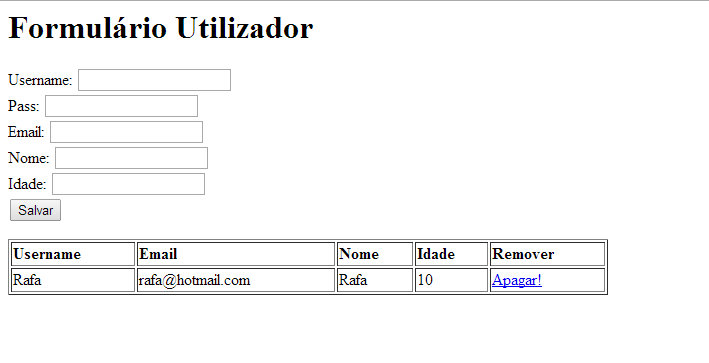 Formulário Utilizador
Username:
Pass:
Email:
Nome:
Idade:
Salvar
Username Email Nome Idade Remover
Rafa rafa@hotmail.com Rafa 10 Apagar!